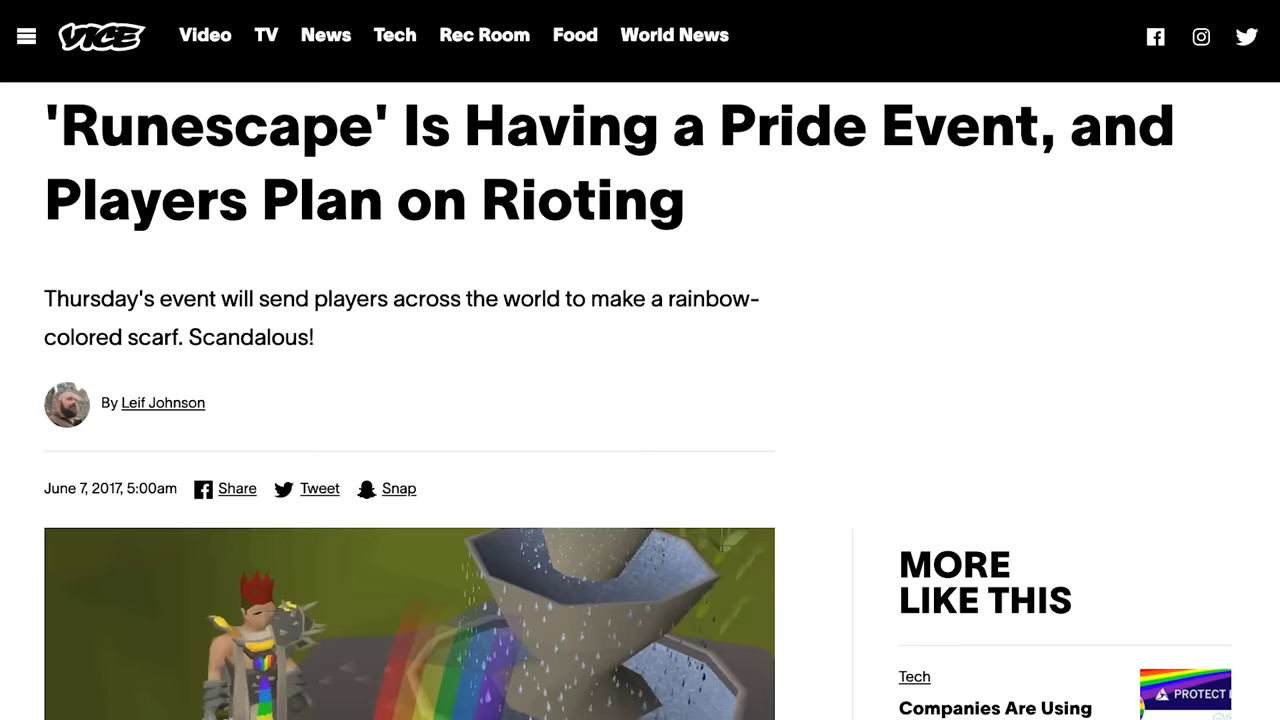 VICE
Video TV News Tech Rec Room Food World News
'Runescape' Is Having a Pride Event, and
Players Plan on Rioting
Thursday's event will send players across the world to make a rainbow-
colored scarf. Scandalous!
By Leif Johnson
June 7, 2017, 5:00am Share Tweet Snap
MORE
LIKE THIS
Tech
Companies Are Using
PROTECT